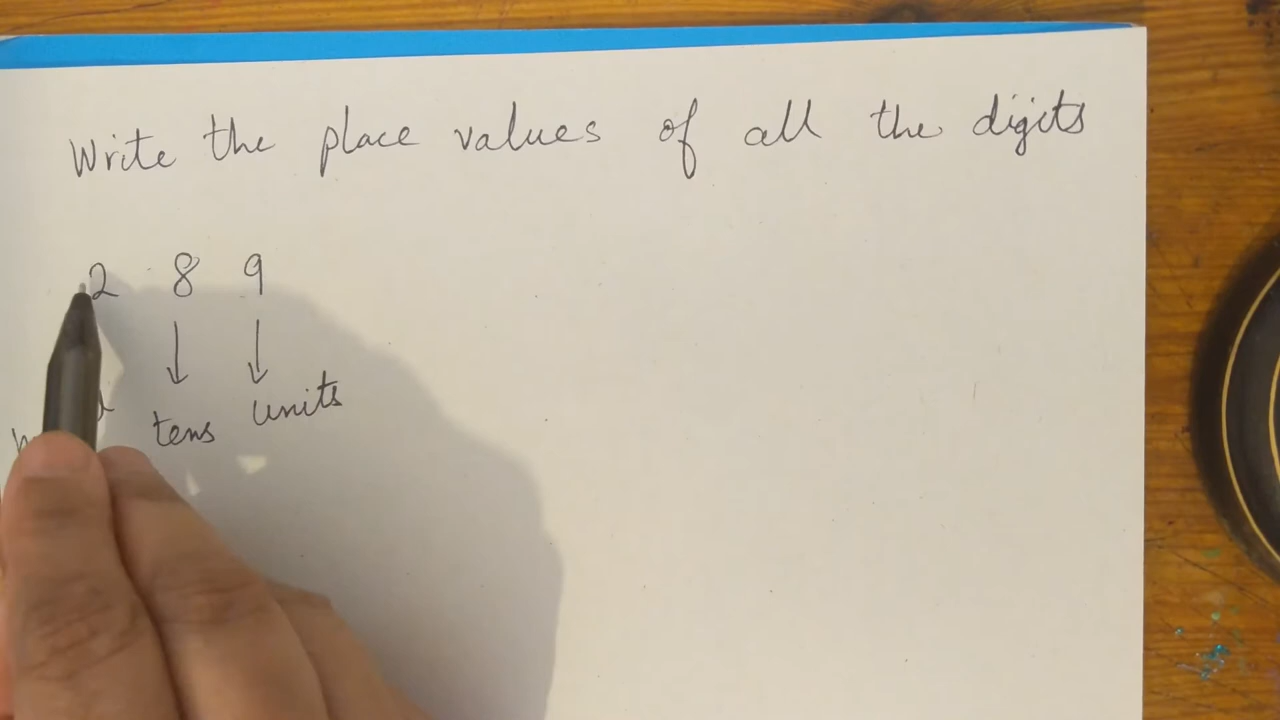 Write the place values of all the digits
2 8 9
tens units